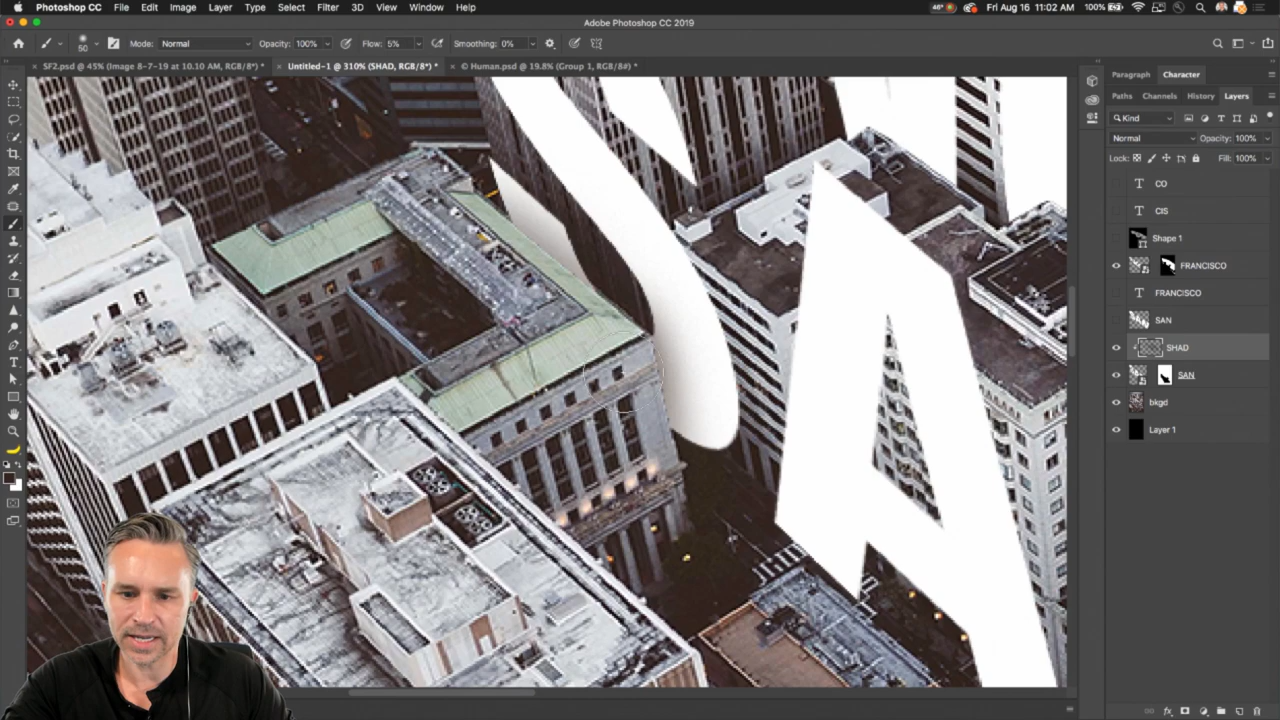 Photoshop CC File Edit Image Layer Type Select Filter 3D View Window Help
Fri Aug 16 11:02 AM 100%
Adobe Photoshop CC 2019
50 Mode: Normal Opacity: 100% Flow: 5% Smoothing: 0%
× SF2.psd @ 45% (Image 8-7-19 at 10.10 AM, RGB/8*) * × Untitled-1 @ 310% (SHAD, RGB/8*) * × © Human.psd @ 19.8% (Group 1, RGB/8#) *
Paragraph Character
Paths Channels History Layers
Kind
Normal Opacity: 100%
Lock: Fill: 100%
CO
CIS
Shape 1
FRANCISCO
FRANCISCO
SAN
SHAD
SAN
bkgd
Layer 1